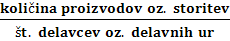 količina proizvodov oz. storitev
št. delavcev oz. delavnih ur